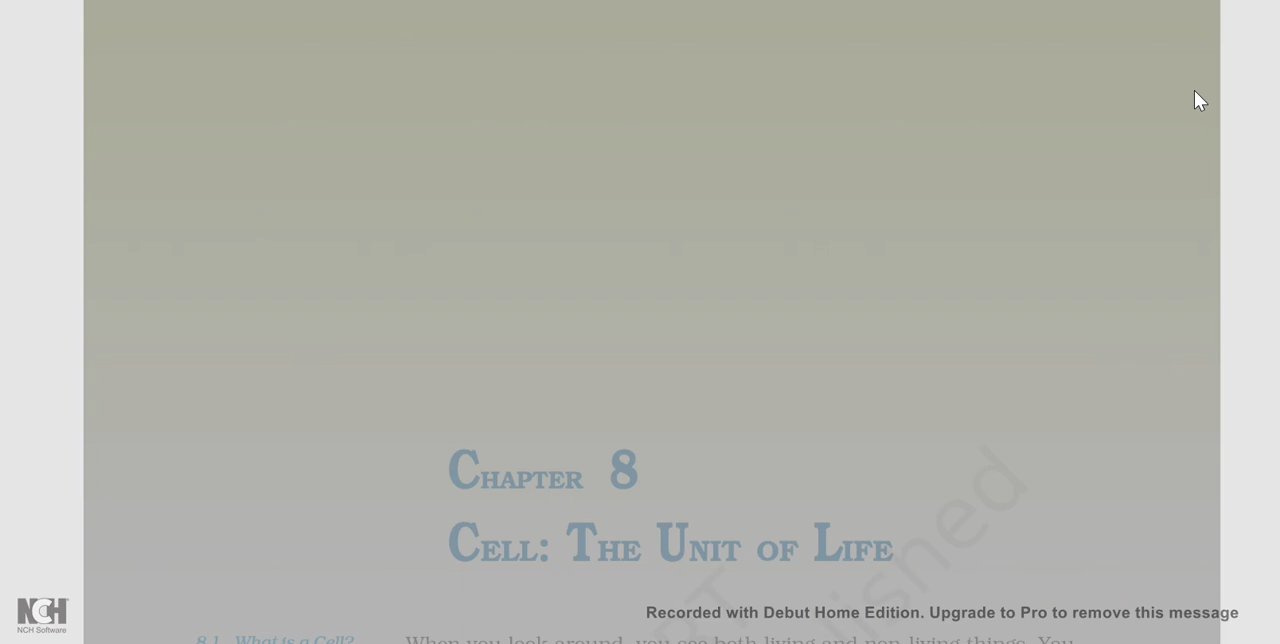 CHAPTER 8
CELL: THE UNIT OF LIFE
8.1 What is a Cell?
When you look around, you see both living and non-living things. You
NCH
NCH Software
Recorded with Debut Home Edition. Upgrade to Pro to remove this message